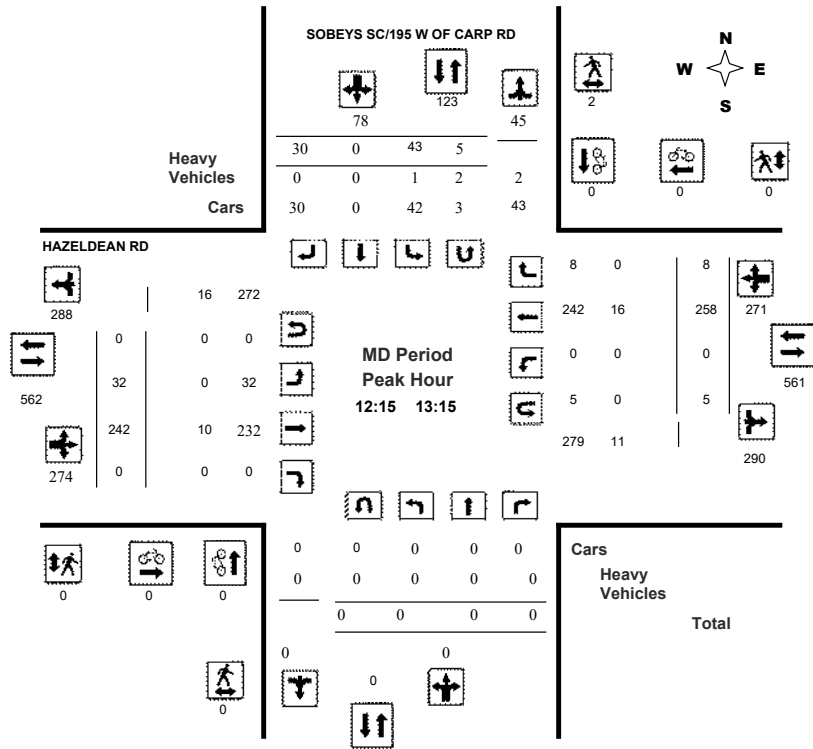 SOBEYS SC/195 W OF CARP RD
N
W E
S
123
2
78 45
30 0 43 5
Heavy
Vehicles
0 0 1 2 2
0 0 0
Cars 30 0 42 3 43
HAZELDEAN RD
8 0 8
16 272
288
242 16 258 271
0 0 0
MD Period
Peak Hour
0 0 0
32 0 32
562
561
12:15 13:15
5 0 5
242 10 232
279 11
290
274
0 0 0
0 0 0 0 0
Cars
0 0 0 0 0
Heavy
Vehicles
0 0 0
0 0 0 0
Total
0 0
0
0